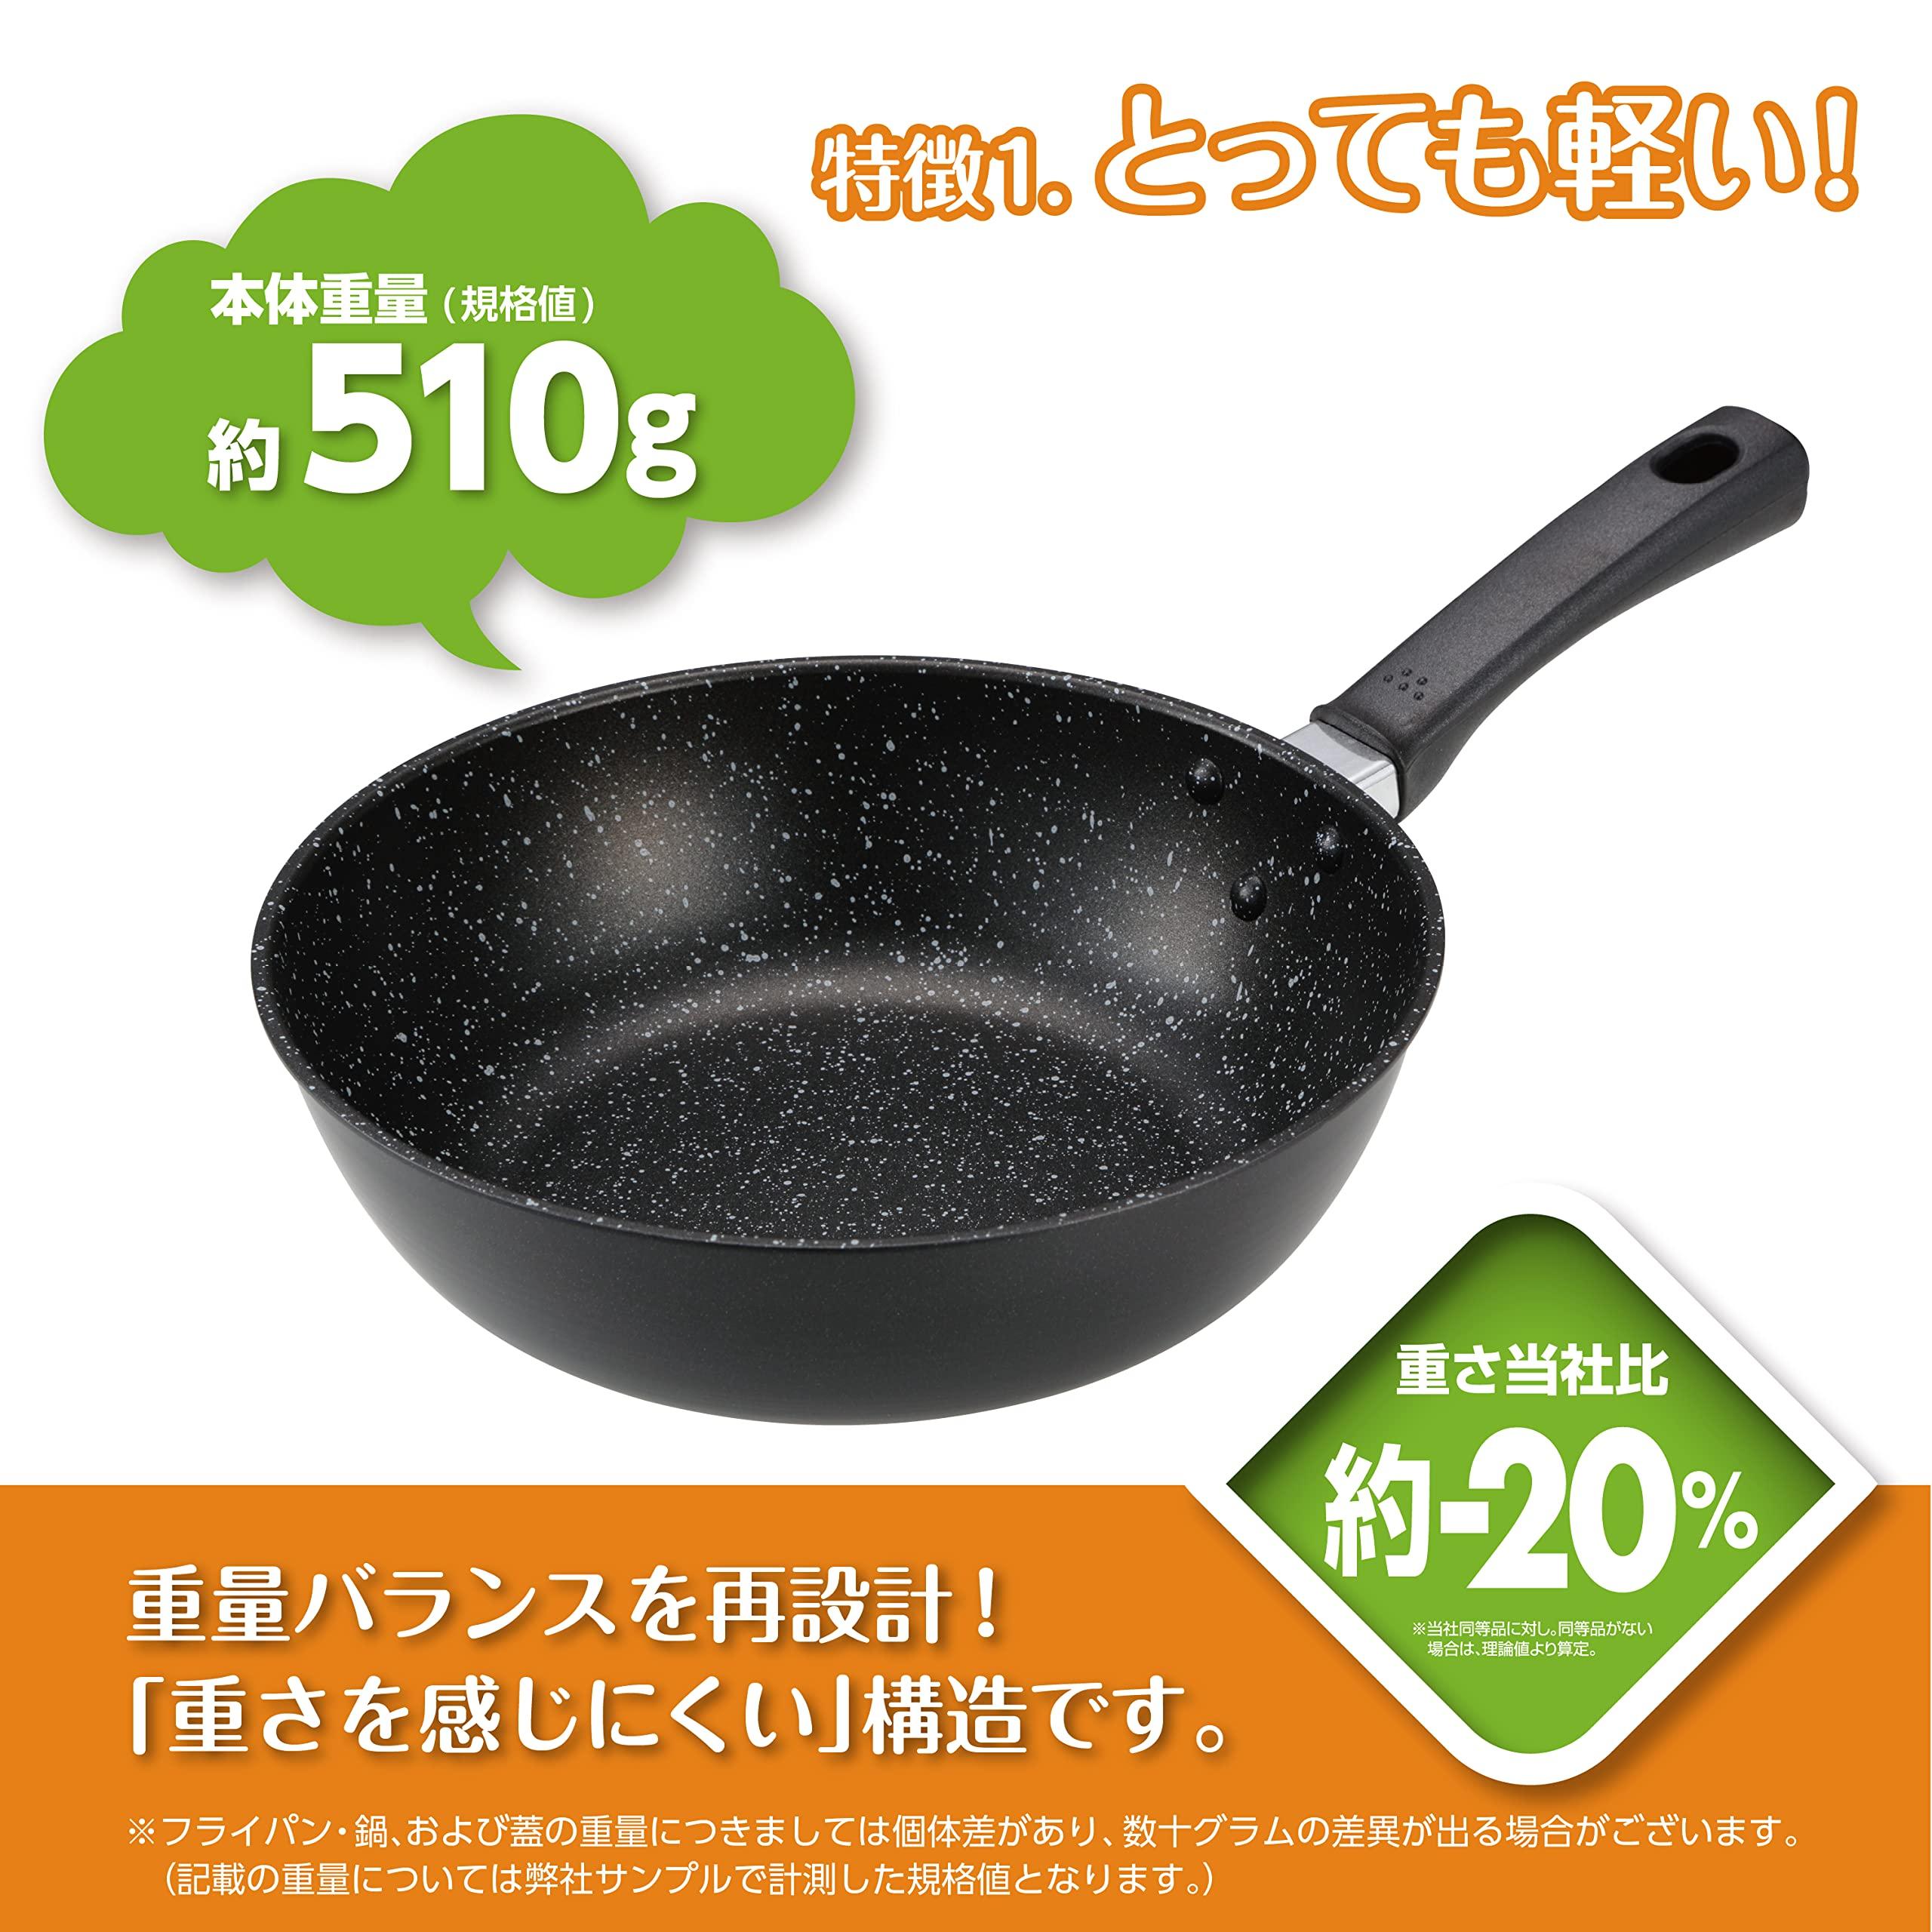 特徴1.とっても軽い!
本体重量(規格値)
約510g
重さ当社比
約-20%
※当社同等品に対し。同等品がない
場合は、理論値より算定。
重量バランスを再設計!
「重さを感じにくい」構造です。
※フライパン・鍋、および蓋の重量につきましては個体差があり、数十グラムの差異が出る場合がございます。
(記載の重量については弊社サンプルで計測した規格値となります。)